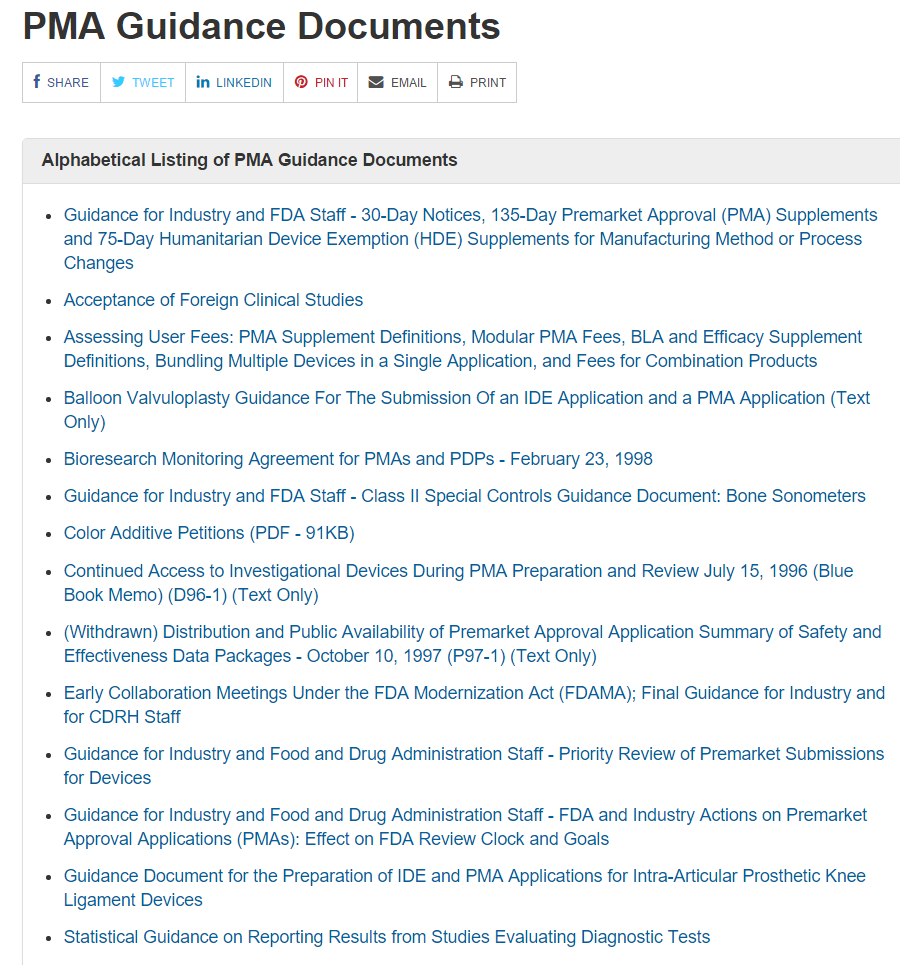 PMA Guidance Documents
SHARE TWEET LINKEDIN PIN IT EMAIL PRINT
Alphabetical Listing of PMA Guidance Documents
Guidance for Industry and FDA Staff - 30-Day Notices, 135-Day Premarket Approval (PMA) Supplements
and 75-Day Humanitarian Device Exemption (HDE) Supplements for Manufacturing Method or Process
Changes
Acceptance of Foreign Clinical Studies
Assessing User Fees: PMA Supplement Definitions, Modular PMA Fees, BLA and Efficacy Supplement
Definitions, Bundling Multiple Devices in a Single Application, and Fees for Combination Products
Balloon Valvuloplasty Guidance For The Submission Of an IDE Application and a PMA Application (Text
Only)
Bioresearch Monitoring Agreement for PMAs and PDPs - February 23, 1998
Guidance for Industry and FDA Staff - Class II Special Controls Guidance Document: Bone Sonometers
Color Additive Petitions (PDF - 91KB)
Continued Access to Investigational Devices During PMA Preparation and Review July 15, 1996 (Blue
Book Memo) (D96-1) (Text Only)
(Withdrawn) Distribution and Public Availability of Premarket Approval Application Summary of Safety and
Effectiveness Data Packages - October 10, 1997 (P97-1) (Text Only)
Early Collaboration Meetings Under the FDA Modernization Act (FDAMA); Final Guidance for Industry and
for CDRH Staff
Guidance for Industry and Food and Drug Administration Staff - Priority Review of Premarket Submissions
for Devices
Guidance for Industry and Food and Drug Administration Staff - FDA and Industry Actions on Premarket
Approval Applications (PMAs): Effect on FDA Review Clock and Goals
Guidance Document for the Preparation of IDE and PMA Applications for Intra-Articular Prosthetic Knee
Ligament Devices
Statistical Guidance on Reporting Results from Studies Evaluating Diagnostic Tests